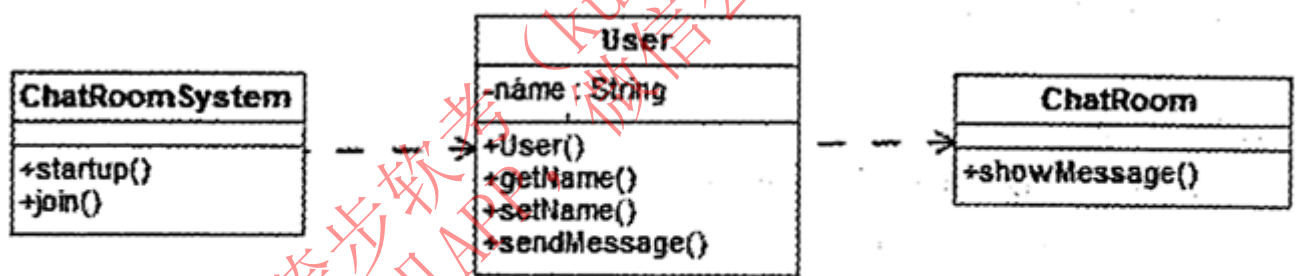 ChatRoomSystem
+startup()
+join()
User
-name : String
+User()
+getName()
+setName()
+sendMessage()
ChatRoom
+showMessage()